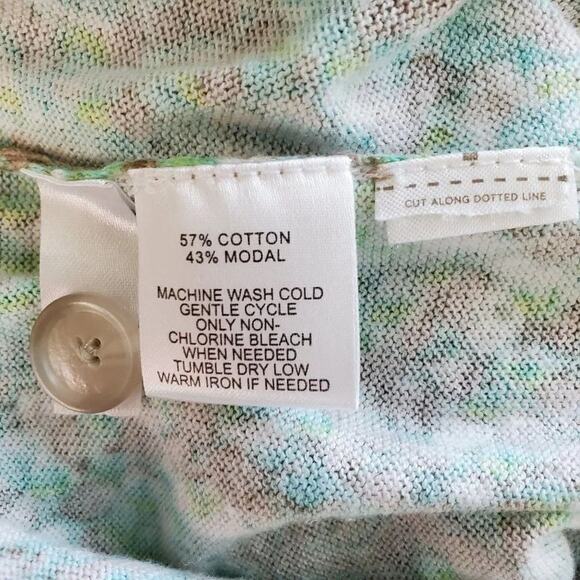 57% COTTON
43% MODAL
MACHINE WASH COLD
GENTLE CYCLE
ONLY NON-
CHLORINE BLEACH
WHEN NEEDED
TUMBLE DRY LOW
WARM IRON IF NEEDED
CUT ALONG DOTTED LINE